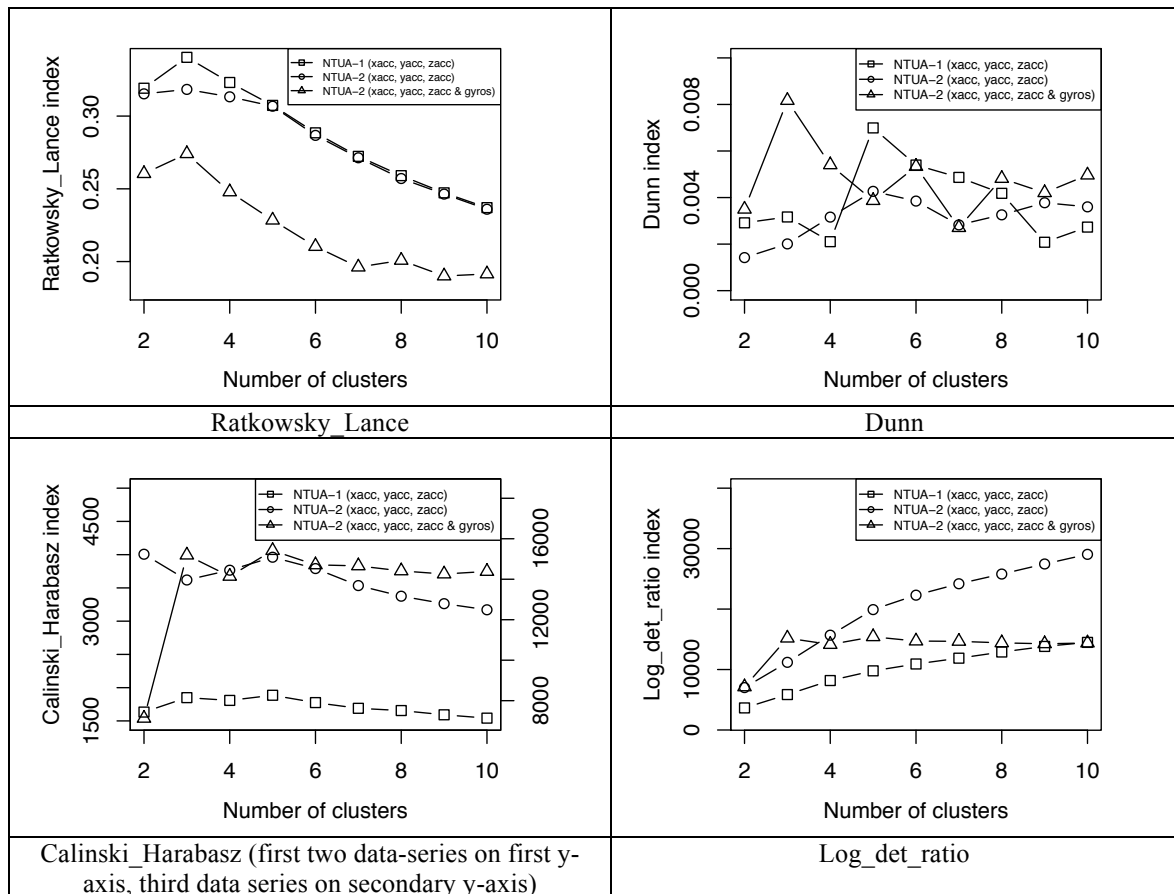 Ratkowsky_Lance index
0.20 0.25 0.30
NTUA−1 (xacc, yacc, zacc)
NTUA−2 (xacc, yacc, zacc)
NTUA−2 (xacc, yacc, zacc & gyros)
2 4 6 8 10
Number of clusters
Ratkowsky_Lance
Dunn index
0.000 0.004 0.008
NTUA−1 (xacc, yacc, zacc)
NTUA−2 (xacc, yacc, zacc)
NTUA−2 (xacc, yacc, zacc & gyros)
2 4 6 8 10
Number of clusters
Dunn
Calinski_Harabasz index
1500 3000 4500
NTUA−1 (xacc, yacc, zacc)
NTUA−2 (xacc, yacc, zacc)
NTUA−2 (xacc, yacc, zacc & gyros)
8000 12000 16000
2 4 6 8 10
Number of clusters
Calinski_Harabasz (first two data-series on first y-
axis, third data series on secondary y-axis)
Log_det_ratio index
0 10000 30000
NTUA−1 (xacc, yacc, zacc)
NTUA−2 (xacc, yacc, zacc)
NTUA−2 (xacc, yacc, zacc & gyros)
2 4 6 8 10
Number of clusters
Log_det_ratio